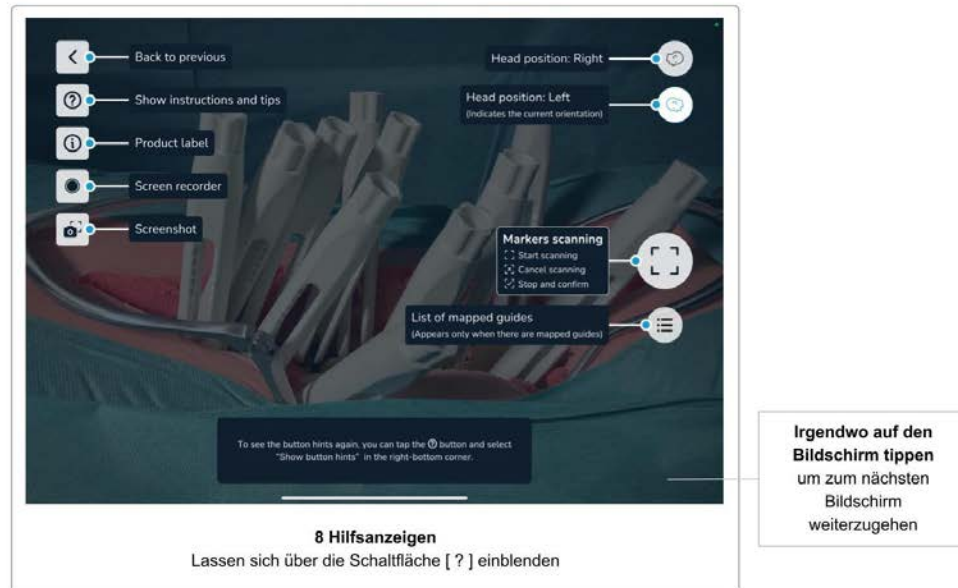 Back to previous
Show instructions and tips
Product label
Screen recorder
Screenshot
Head position: Right
Head position: Left
(Indicates the current orientation)
Markers scanning
Start scanning
Cancel scanning
Stop and confirm
List of mapped guides
(Appears only when there are mapped guides)
To see the button hints again, you can tap the ? button and select
"Show button hints" in the right-bottom corner.
Irgendwo auf den
Bildschirm tippen
um zum nächsten
Bildschirm
weiterzugehen
8 Hilfsanzeigen
Lassen sich über die Schaltfläche [ ? ] einblenden